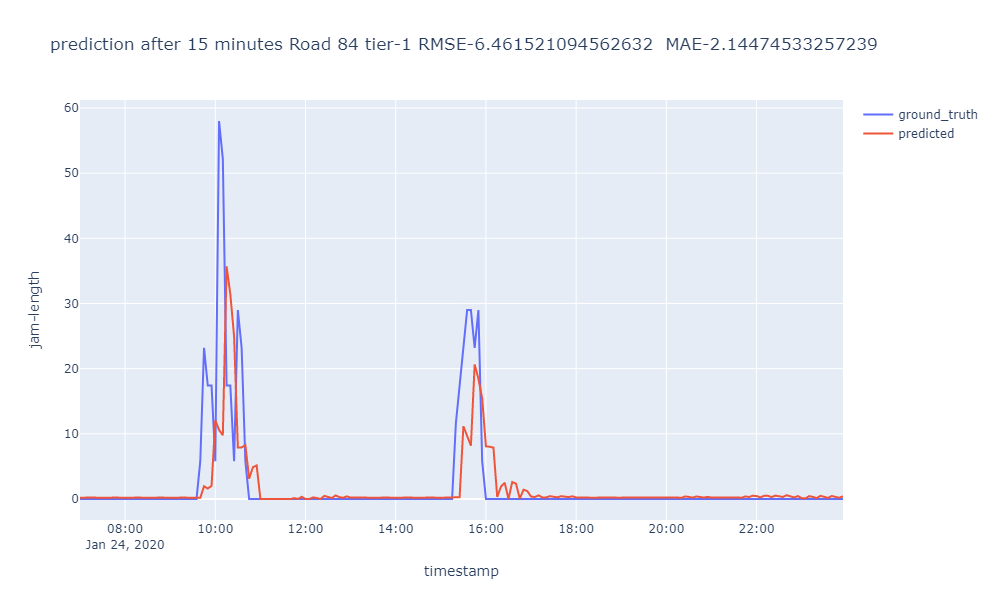 prediction after 15 minutes Road 84 tier-1 RMSE-6.461521094562632  MAE-2.14474533257239
ground_truth
predicted
jam-length
60
50
40
30
20
10
0
08:00 10:00 12:00 14:00 16:00 18:00 20:00 22:00
Jan 24, 2020
timestamp